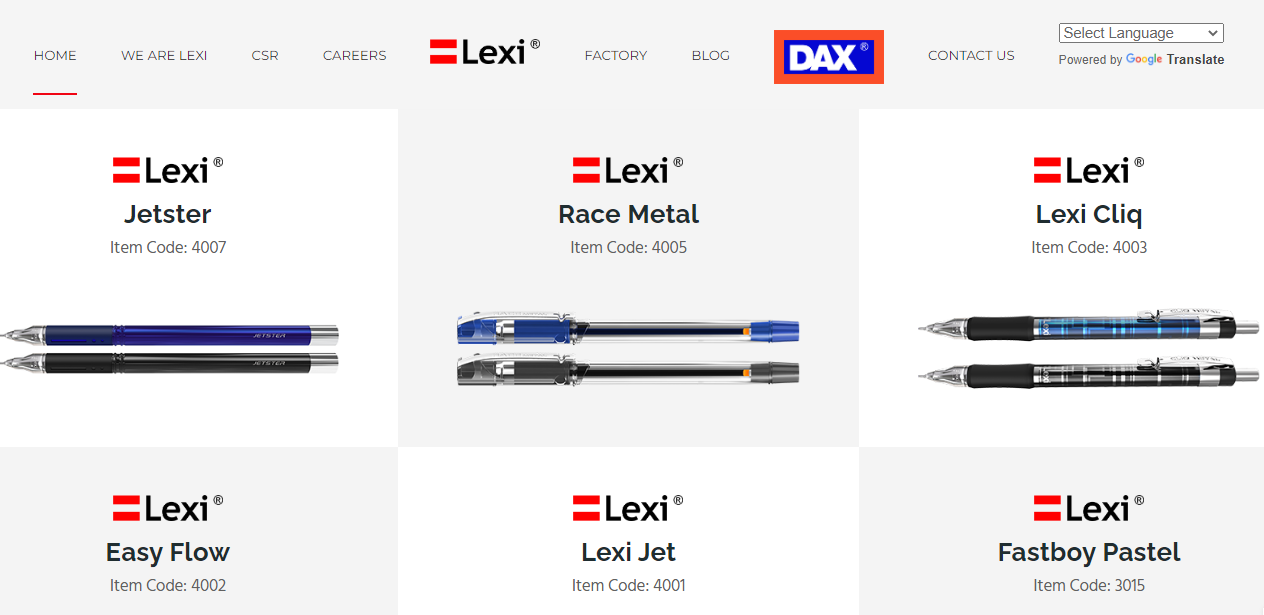 HOME
WE ARE LEXI
CSR
CAREERS
Lexi ®
FACTORY
BLOG
DAX ®
CONTACT US
Select Language
Powered by Google Translate
Lexi ®
Jetster
Item Code: 4007
JETSTER
Lexi ®
Race Metal
Item Code: 4005
Lexi ®
Lexi Cliq
Item Code: 4003
Lexi ®
Easy Flow
Item Code: 4002
Lexi ®
Lexi Jet
Item Code: 4001
Lexi ®
Fastboy Pastel
Item Code: 3015